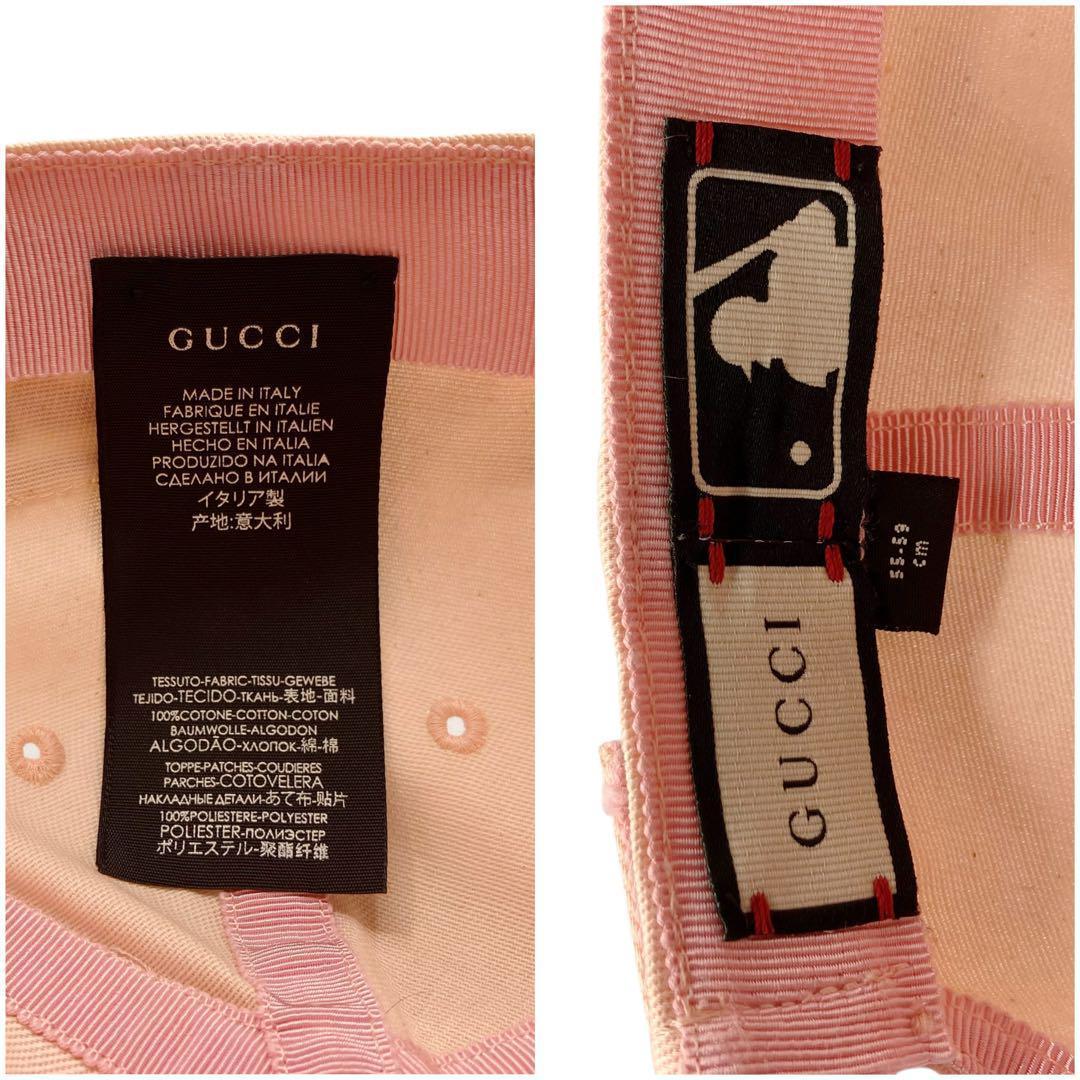 GUCCI
MADE IN ITALY
FABRIQUE EN ITALIE
HERGESTELLT IN ITALIEN
HECHO EN ITALIA
PRODUZIDO NA ITALIA
СДЕЛАНО В ИТАЛИИ
イタリア製
产地:意大利
TESSUTO-FABRIC-TISSU-GEWEBE
TEJIDO-TECIDO-ТКАНЬ-表地-面料
100%COTONE-COTTON-COTON
BAUMWOLLE-ALGODON
ALGODÃO-ХЛОПОК-綿-棉
TOPPE-PATCHES-COUDIERES
PARCHES-COTOVELERA
НАКЛАДНЫЕ ДЕТАЛИ-あて布-贴片
100%POLIESTERE-POLYESTER
POLIESTER-ПОЛИЭСТЕР
ポリエステル-聚酯纤维
GUCCI
55-59
cm